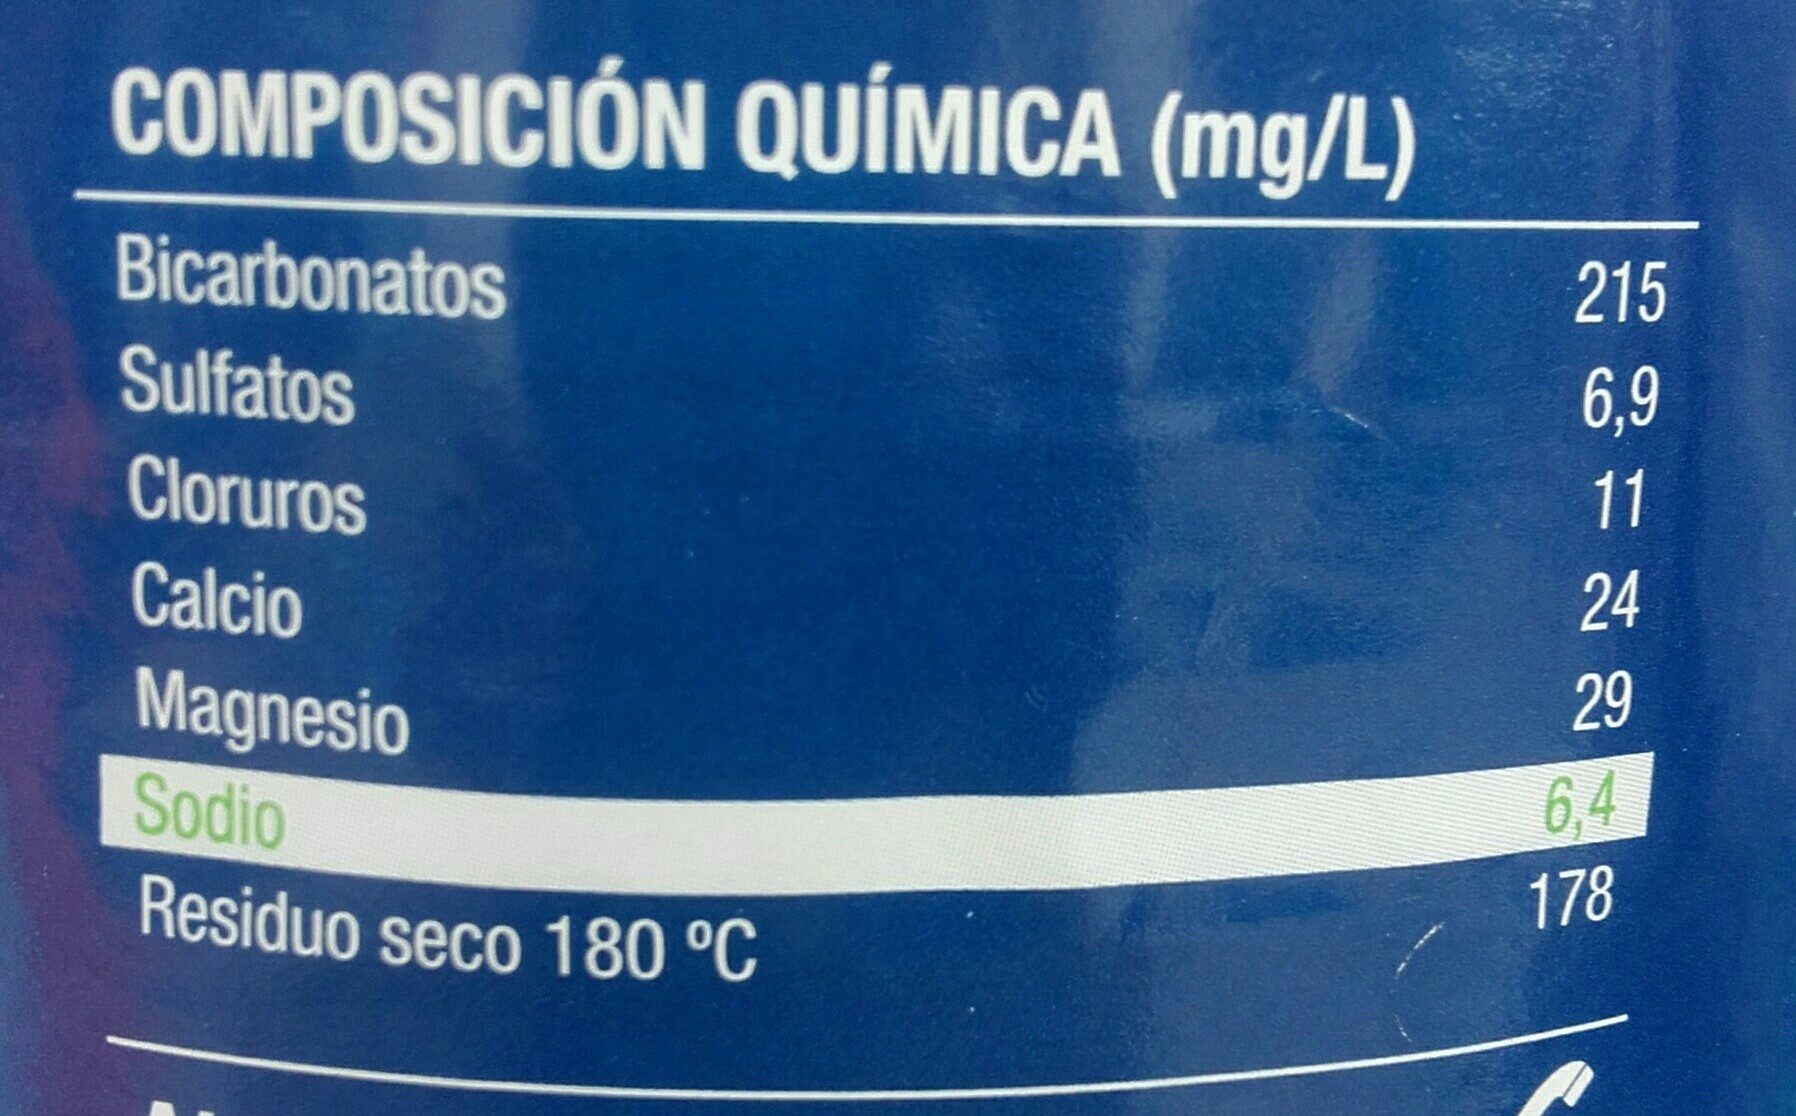 COMPOSICIÓN QUÍMICA (mg/L)
Bicarbonatos 215
Sulfatos 6,9
Cloruros 11
Calcio 24
Magnesio 29
Sodio 6,4
Residuo seco 180 ºC 178